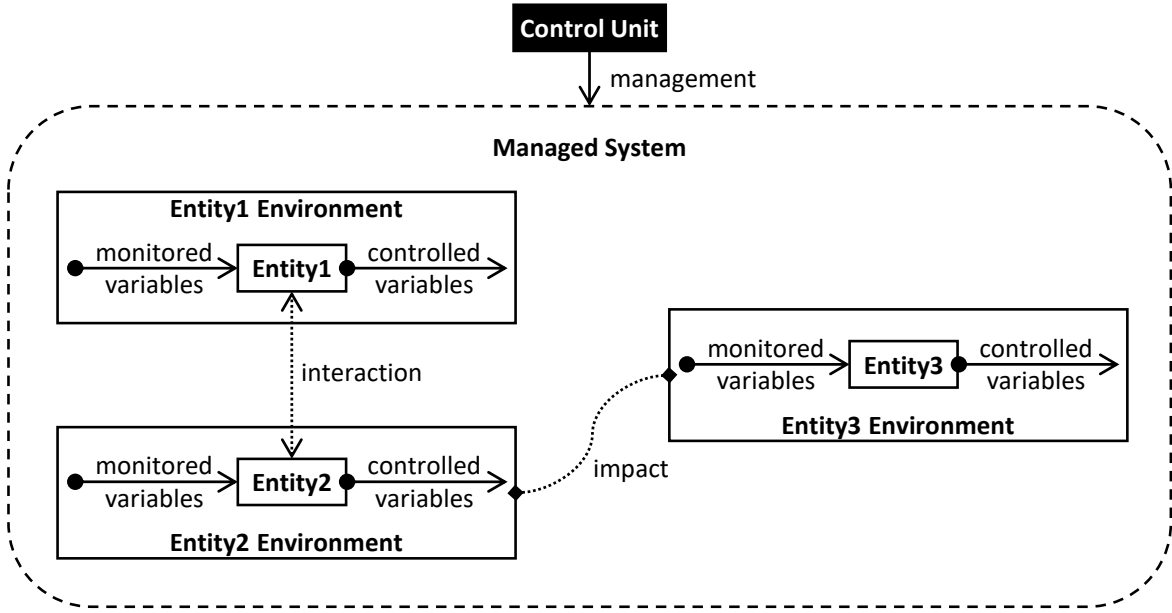 Control Unit
management
Managed System
Entity1 Environment
monitored
variables
Entity1
controlled
variables
interaction
monitored
variables
Entity2
controlled
variables
Entity2 Environment
impact
monitored
variables
Entity3
controlled
variables
Entity3 Environment